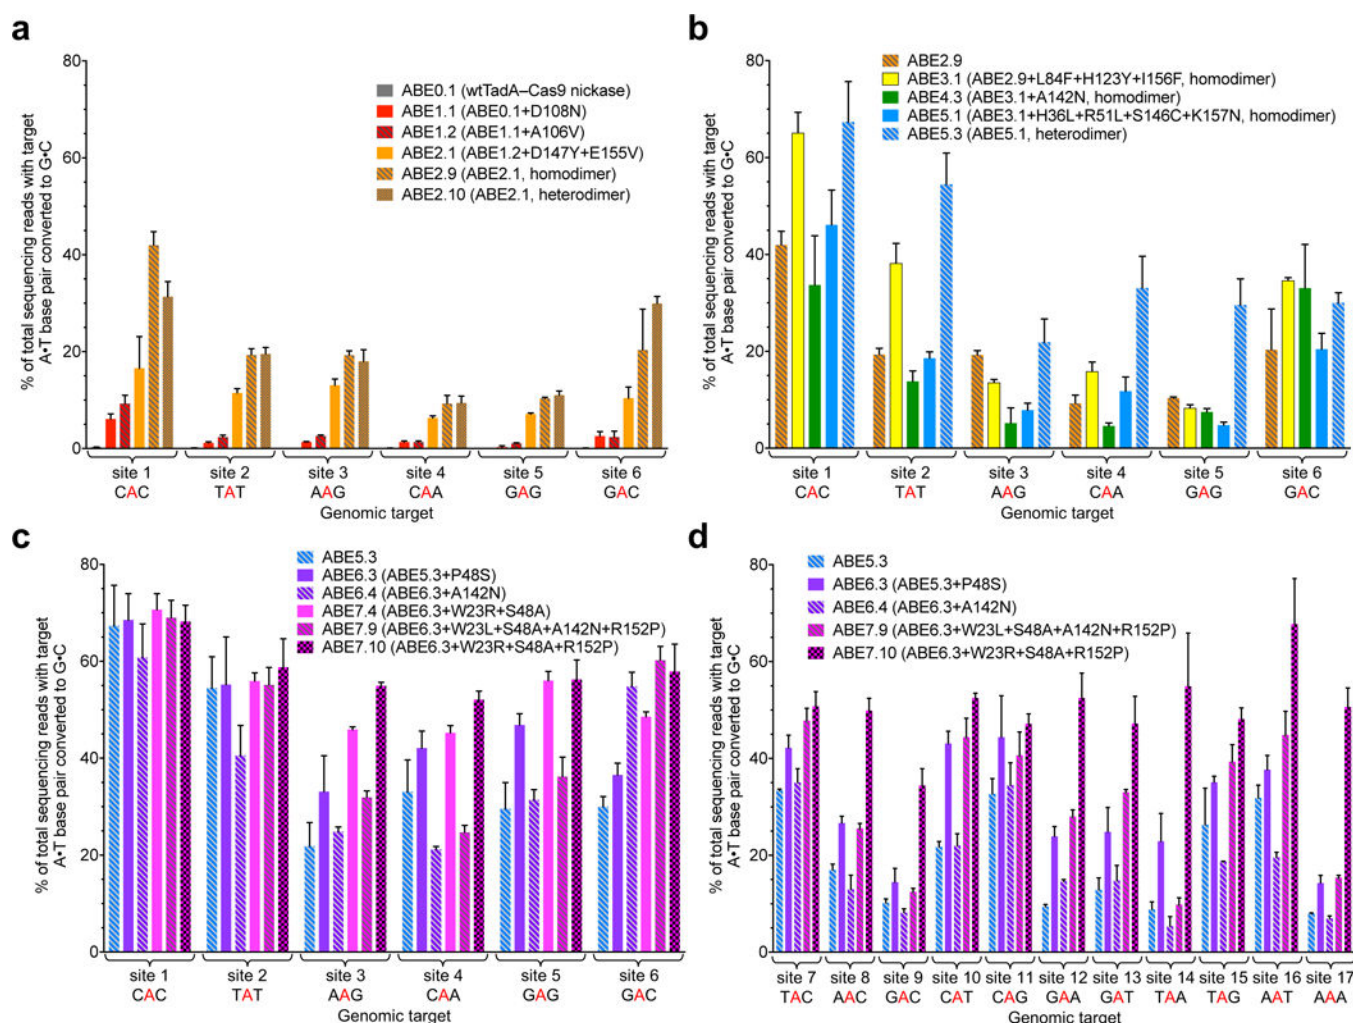 a
% of total sequencing reads with target
A•T base pair converted to G•C
80
60
40
20
0
ABE0.1 (wtTadA–Cas9 nickase)
ABE1.1 (ABE0.1+D108N)
ABE1.2 (ABE1.1+A106V)
ABE2.1 (ABE1.2+D147Y+E155V)
ABE2.9 (ABE2.1, homodimer)
ABE2.10 (ABE2.1, heterodimer)
site 1 site 2 site 3 site 4 site 5 site 6
CAC TAT AAG CAA GAG GAC
Genomic target
b
% of total sequencing reads with target
A•T base pair converted to G•C
80
60
40
20
0
ABE2.9
ABE3.1 (ABE2.9+L84F+H123Y+I156F, homodimer)
ABE4.3 (ABE3.1+A142N, homodimer)
ABE5.1 (ABE3.1+H36L+R51L+S146C+K157N, homodimer)
ABE5.3 (ABE5.1, heterodimer)
site 1 site 2 site 3 site 4 site 5 site 6
CAC TAT AAG CAA GAG GAC
Genomic target
c
% of total sequencing reads with target
A•T base pair converted to G•C
80
60
40
20
0
ABE5.3
ABE6.3 (ABE5.3+P48S)
ABE6.4 (ABE6.3+A142N)
ABE7.4 (ABE6.3+W23R+S48A)
ABE7.9 (ABE6.3+W23L+S48A+A142N+R152P)
ABE7.10 (ABE6.3+W23R+S48A+R152P)
site 1 site 2 site 3 site 4 site 5 site 6
CAC TAT AAG CAA GAG GAC
Genomic target
d
% of total sequencing reads with target
A•T base pair converted to G•C
80
60
40
20
0
ABE5.3
ABE6.3 (ABE5.3+P48S)
ABE6.4 (ABE6.3+A142N)
ABE7.9 (ABE6.3+W23L+S48A+A142N+R152P)
ABE7.10 (ABE6.3+W23R+S48A+R152P)
site 7 site 8 site 9 site 10 site 11 site 12 site 13 site 14 site 15 site 16 site 17
TAC AAC GAC CAT CAG GAA GAT TAA TAG AAT AAA
Genomic target